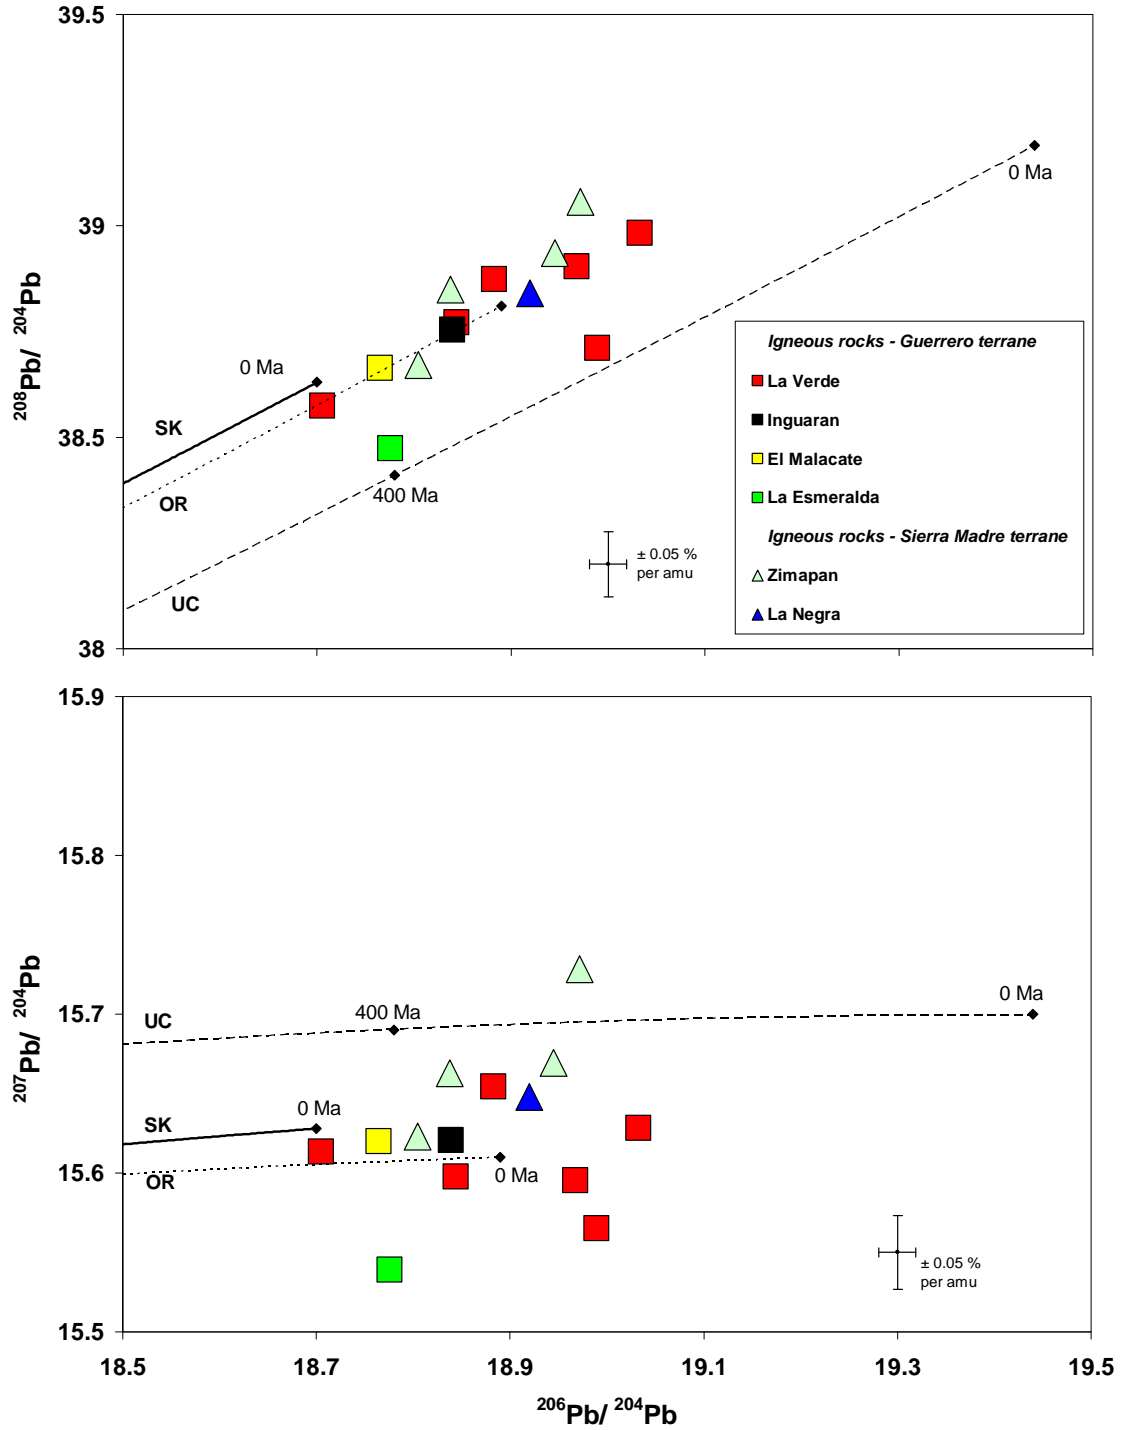 39.5
39
38.5
38
208Pb/ 204Pb
0 Ma
0 Ma
SK
OR
400 Ma
UC
± 0.05 %
per amu
Igneous rocks - Guerrero terrane
La Verde
Inguaran
El Malacate
La Esmeralda
Igneous rocks - Sierra Madre terrane
Zimapan
La Negra
15.9
15.8
15.7
15.6
15.5
207Pb/ 204Pb
UC
400 Ma
0 Ma
SK
0 Ma
OR
0 Ma
± 0.05 %
per amu
18.5 18.7 18.9 19.1 19.3 19.5
206Pb/ 204Pb